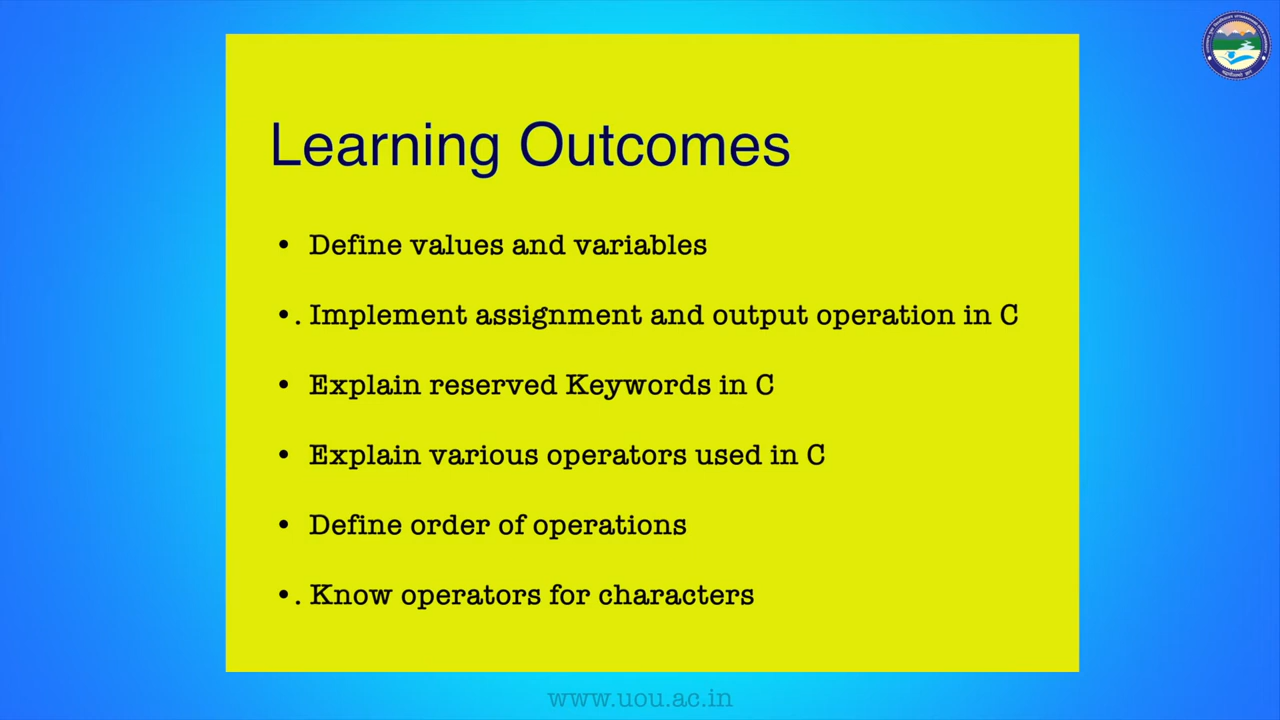 Learning Outcomes
• Define values and variables
•. Implement assignment and output operation in C
• Explain reserved Keywords in C
• Explain various operators used in C
• Define order of operations
•. Know operators for characters
www.uou.ac.in